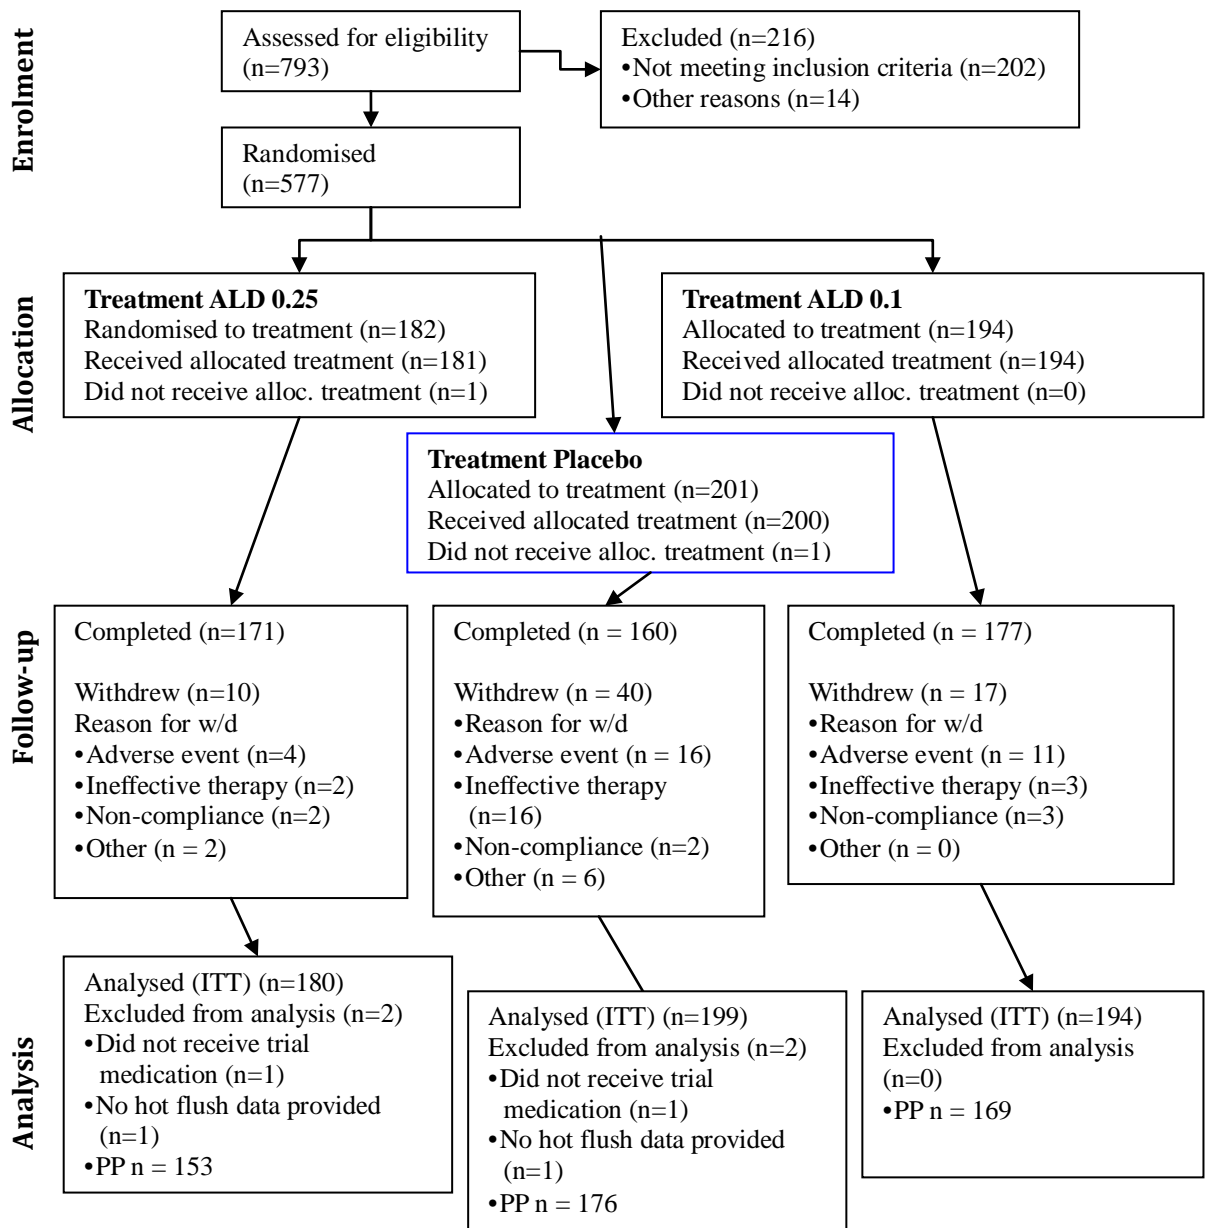 Enrolment
Assessed for eligibility
(n=793)
Excluded (n=216)
•Not meeting inclusion criteria (n=202)
•Other reasons (n=14)
Randomised
(n=577)
Allocation
Treatment ALD 0.25
Randomised to treatment (n=182)
Received allocated treatment (n=181)
Did not receive alloc. treatment (n=1)
Treatment ALD 0.1
Allocated to treatment (n=194)
Received allocated treatment (n=194)
Did not receive alloc. treatment (n=0)
Treatment Placebo
Allocated to treatment (n=201)
Received allocated treatment (n=200)
Did not receive alloc. treatment (n=1)
Follow-up
Completed (n=171)
Withdrew (n=10)
Reason for w/d
•Adverse event (n=4)
•Ineffective therapy (n=2)
•Non-compliance (n=2)
•Other (n = 2)
Completed (n = 160)
Withdrew (n = 40)
•Reason for w/d
•Adverse event (n = 16)
•Ineffective therapy
(n=16)
•Non-compliance (n=2)
•Other (n = 6)
Completed (n = 177)
Withdrew (n = 17)
•Reason for w/d
•Adverse event (n = 11)
•Ineffective therapy (n=3)
•Non-compliance (n=3)
•Other (n = 0)
Analysis
Analysed (ITT) (n=180)
Excluded from analysis (n=2)
•Did not receive trial
medication (n=1)
•No hot flush data provided
(n=1)
•PP n = 153
Analysed (ITT) (n=199)
Excluded from analysis (n=2)
•Did not receive trial
medication (n=1)
•No hot flush data provided
(n=1)
•PP n = 176
Analysed (ITT) (n=194)
Excluded from analysis
(n=0)
•PP n = 169